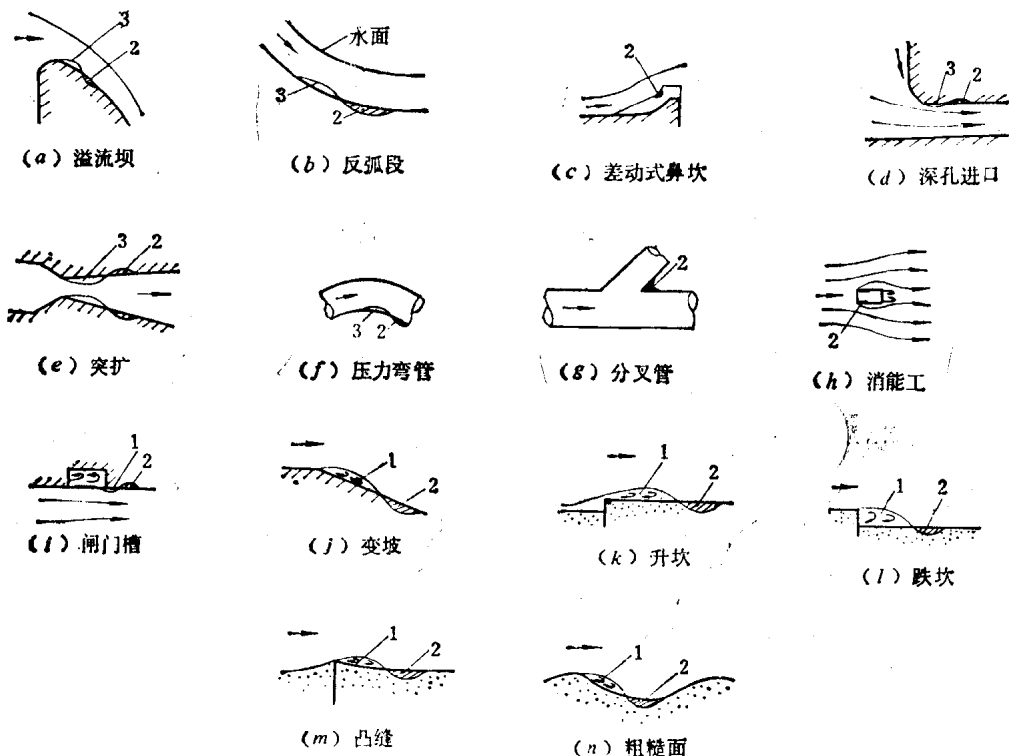 3
2
(a) 溢流坝
水面
3
2
(b) 反弧段
2
(c) 差动式鼻坎
3 2
(d) 深孔进口
3 2
(e) 突扩
3 2
(f) 压力弯管
2
(g) 分叉管
2
(h) 消能工
1
2
(i) 闸门槽
1
2
(j) 变坡
1
2
(k) 升坎
1
2
(l) 跌坎
1
2
(m) 凸缝
1
2
(n) 粗糙面